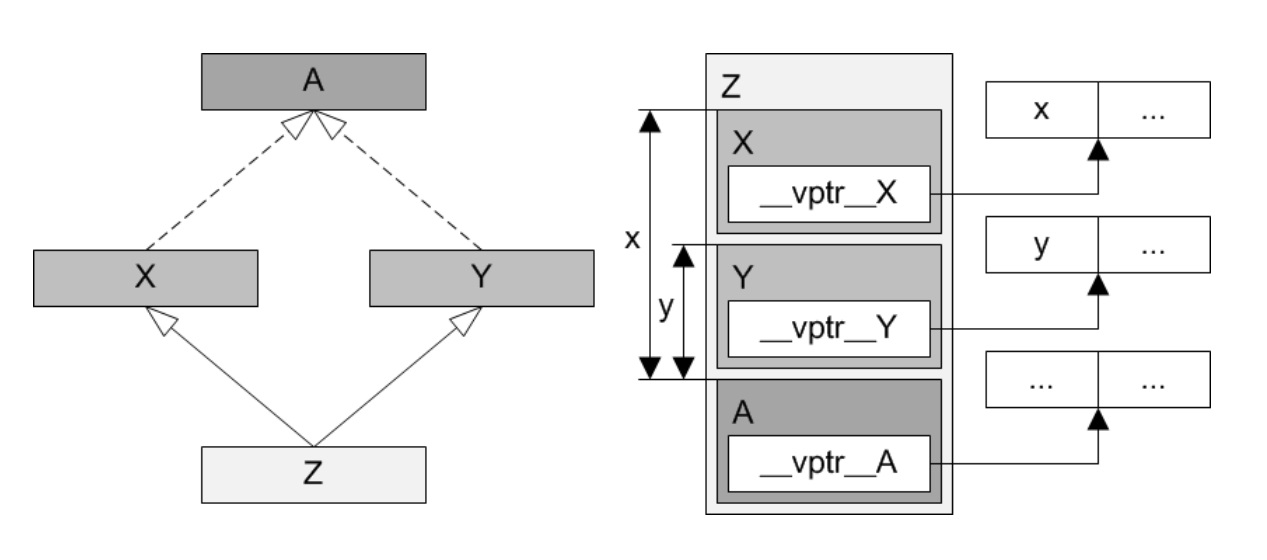 A
X
Y
Z
Z
X
__vptr__X
x
...
x
Y
__vptr__Y
y
...
y
A
__vptr__A
...
...